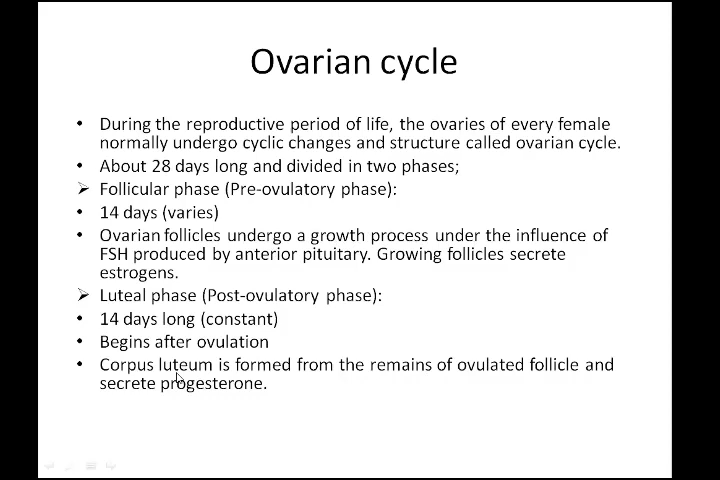 Ovarian cycle
• During the reproductive period of life, the ovaries of every female
normally undergo cyclic changes and structure called ovarian cycle.
• About 28 days long and divided in two phases;
➢ Follicular phase (Pre-ovulatory phase):
• 14 days (varies)
• Ovarian follicles undergo a growth process under the influence of
FSH produced by anterior pituitary. Growing follicles secrete
estrogens.
➢ Luteal phase (Post-ovulatory phase):
• 14 days long (constant)
• Begins after ovulation
• Corpus luteum is formed from the remains of ovulated follicle and
secrete progesterone.